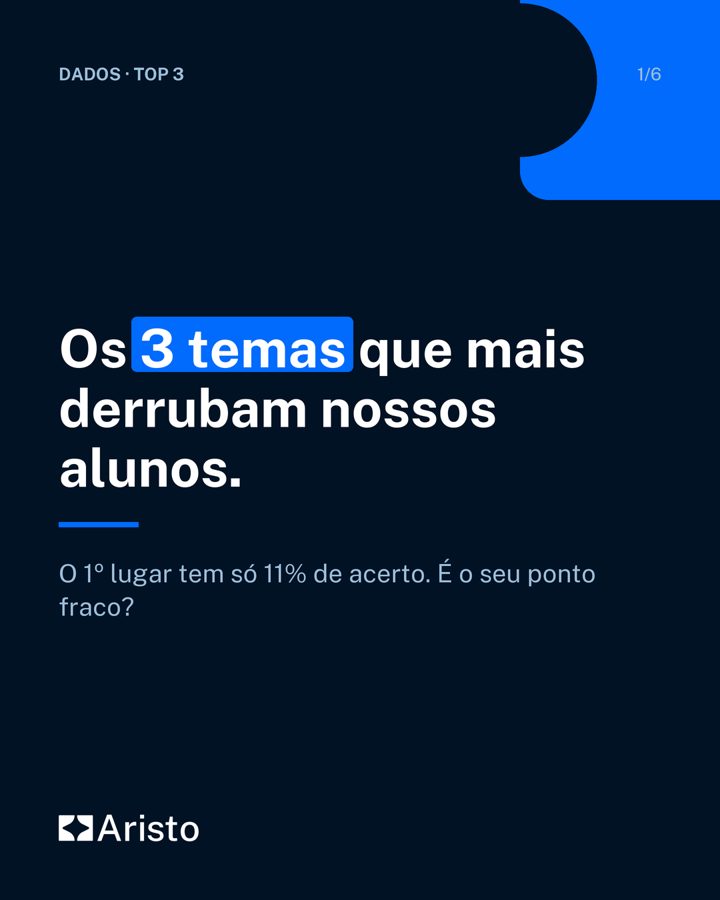 DADOS · TOP 3
1/6
Os 3 temas que mais
derrubam nossos
alunos.
O 1º lugar tem só 11% de acerto. É o seu ponto
fraco?
Aristo